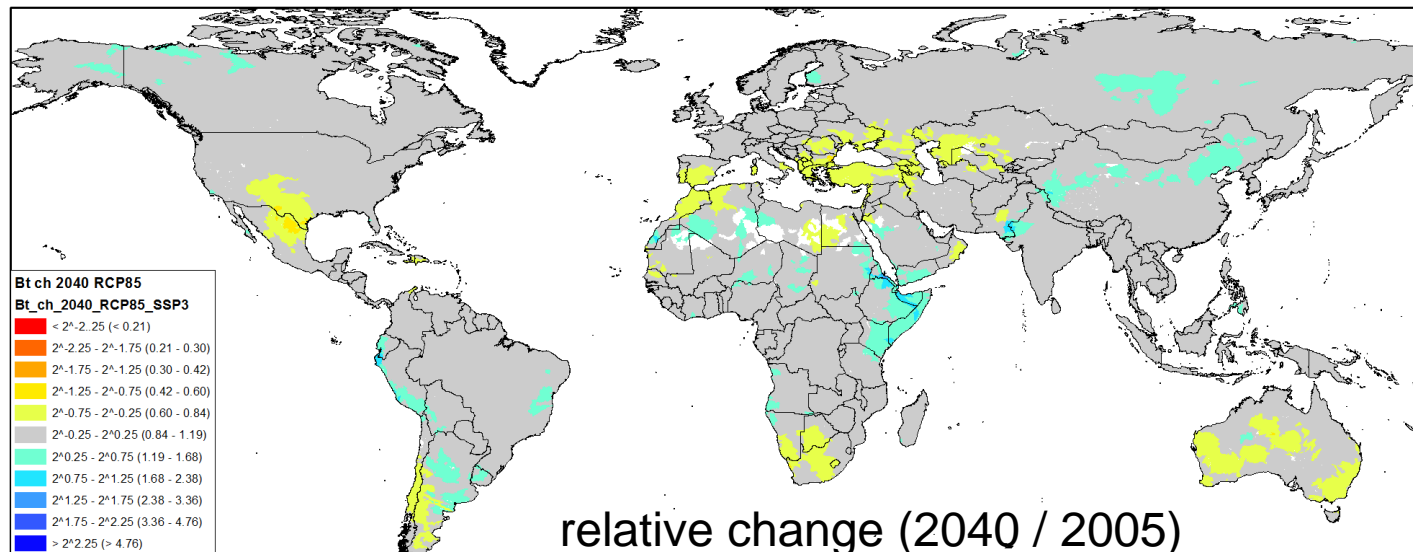 Bt ch 2040 RCP85
Bt_ch_2040_RCP85_SSP3
< 2^-2..25 (< 0.21)
2^-2.25 - 2^-1.75 (0.21 - 0.30)
2^-1.75 - 2^-1.25 (0.30 - 0.42)
2^-1.25 - 2^-0.75 (0.42 - 0.60)
2^-0.75 - 2^-0.25 (0.60 - 0.84)
2^-0.25 - 2^0.25 (0.84 - 1.19)
2^0.25 - 2^0.75 (1.19 - 1.68)
2^0.75 - 2^1.25 (1.68 - 2.38)
2^1.25 - 2^1.75 (2.38 - 3.36)
2^1.75 - 2^2.25 (3.36 - 4.76)
> 2^2.25 (> 4.76)
relative change (2040 / 2005)